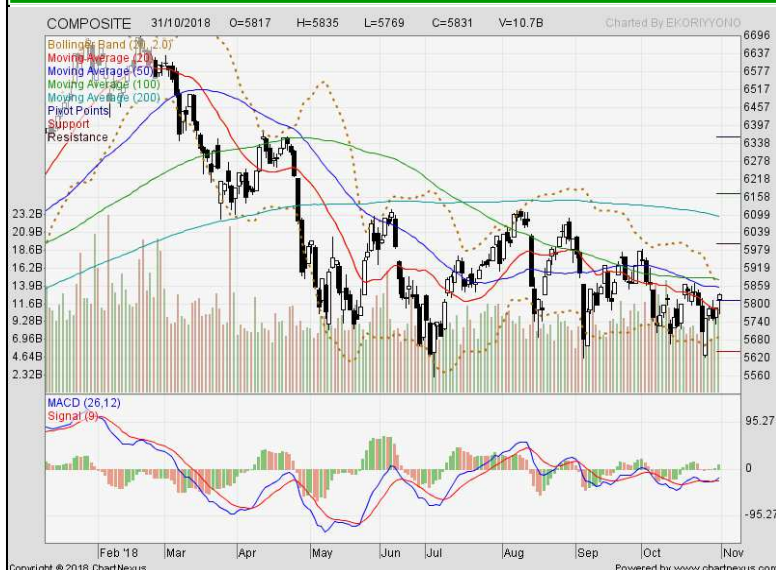 COMPOSITE 31/10/2018 O=5817 H=5835 L=5769 C=5831 V=10.7B Charted By EKORIYYONO
Bollinger Band (20, 2.0)
Moving Average (20)
Moving Average (50)
Moving Average (100)
Moving Average (200)
Pivot Points
Support
Resistance
6696
6637
6577
6517
6457
6397
6338
6278
6218
6158
6099
6039
5979
5919
5859
5800
5740
5680
5620
5560
23.2B
20.9B
18.6B
16.2B
13.9B
11.6B
9.28B
6.96B
4.64B
2.32B
MACD (26,12)
Signal (9)
95.27
0
-95.27
Feb '18 Mar Apr May Jun Jul Aug Sep Oct Nov
Copyright © 2018 ChartNexus Powered by www.chartnexus.com